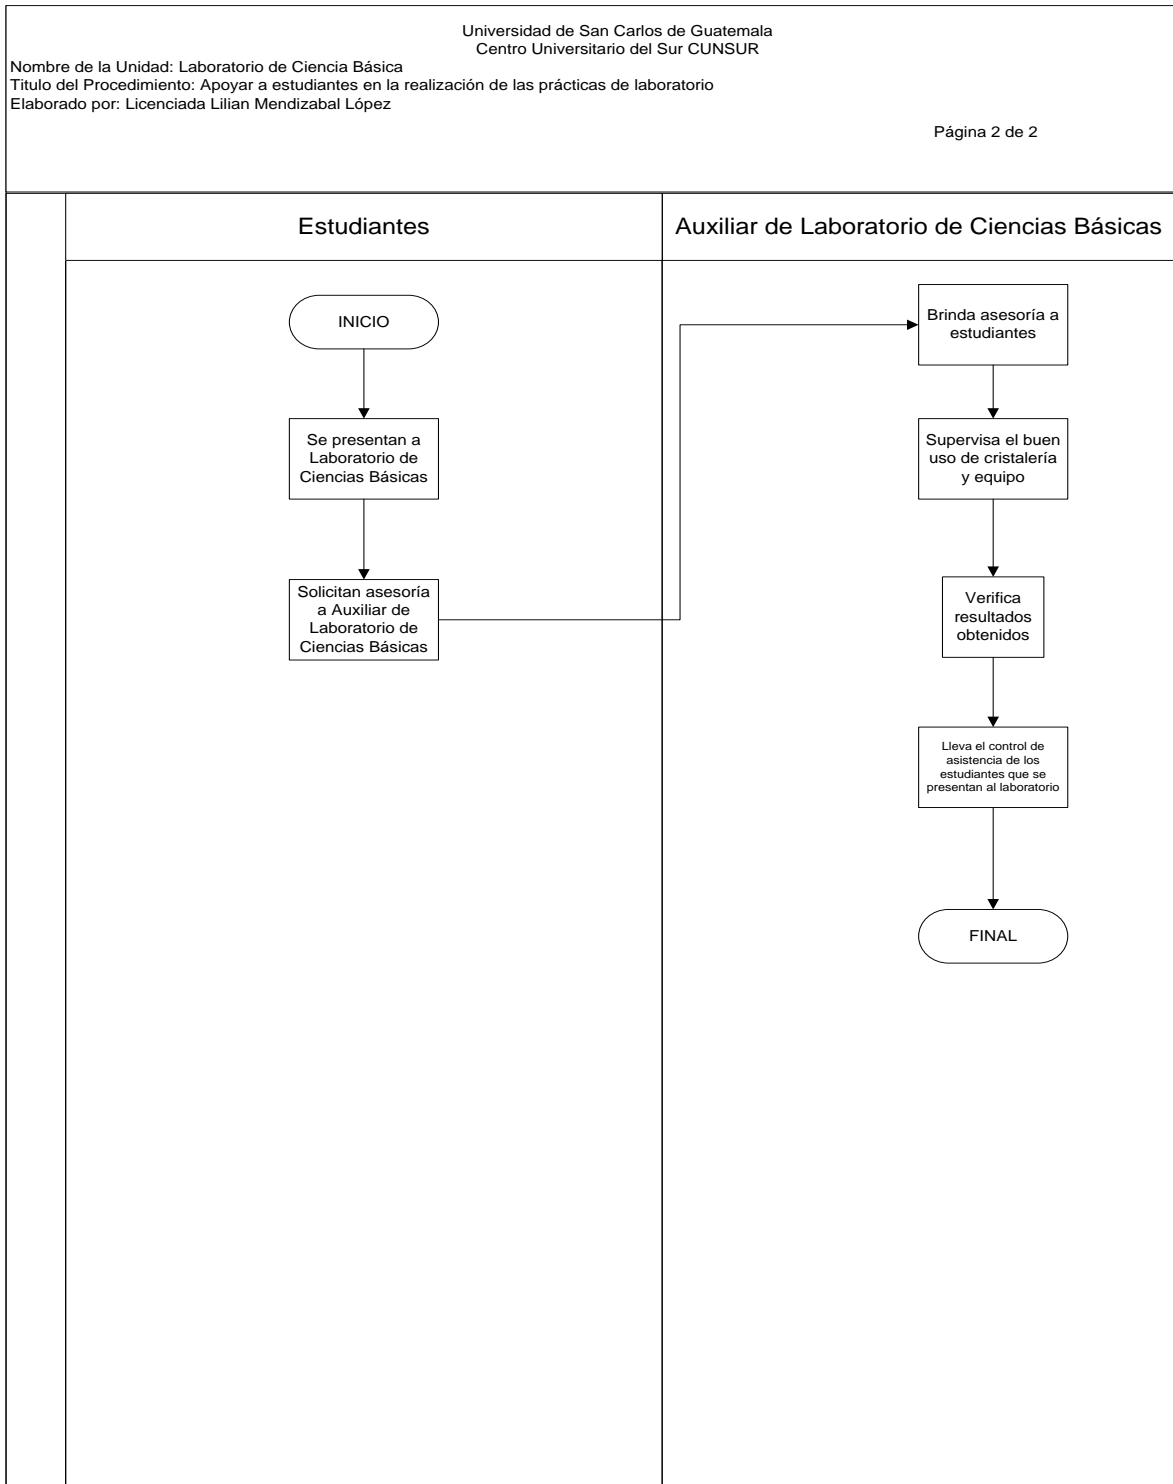 Universidad de San Carlos de Guatemala
Centro Universitario del Sur CUNSUR
Nombre de la Unidad: Laboratorio de Ciencia Básica
Titulo del Procedimiento: Apoyar a estudiantes en la realización de las prácticas de laboratorio
Elaborado por: Licenciada Lilian Mendizabal López
Página 2 de 2
Estudiantes
Auxiliar de Laboratorio de Ciencias Básicas
INICIO
Se presentan a
Laboratorio de
Ciencias Básicas
Solicitan asesoría
a Auxiliar de
Laboratorio de
Ciencias Básicas
Brinda asesoría a
estudiantes
Supervisa el buen
uso de cristalería
y equipo
Verifica
resultados
obtenidos
Lleva el control de
asistencia de los
estudiantes que se
presentan al laboratorio
FINAL